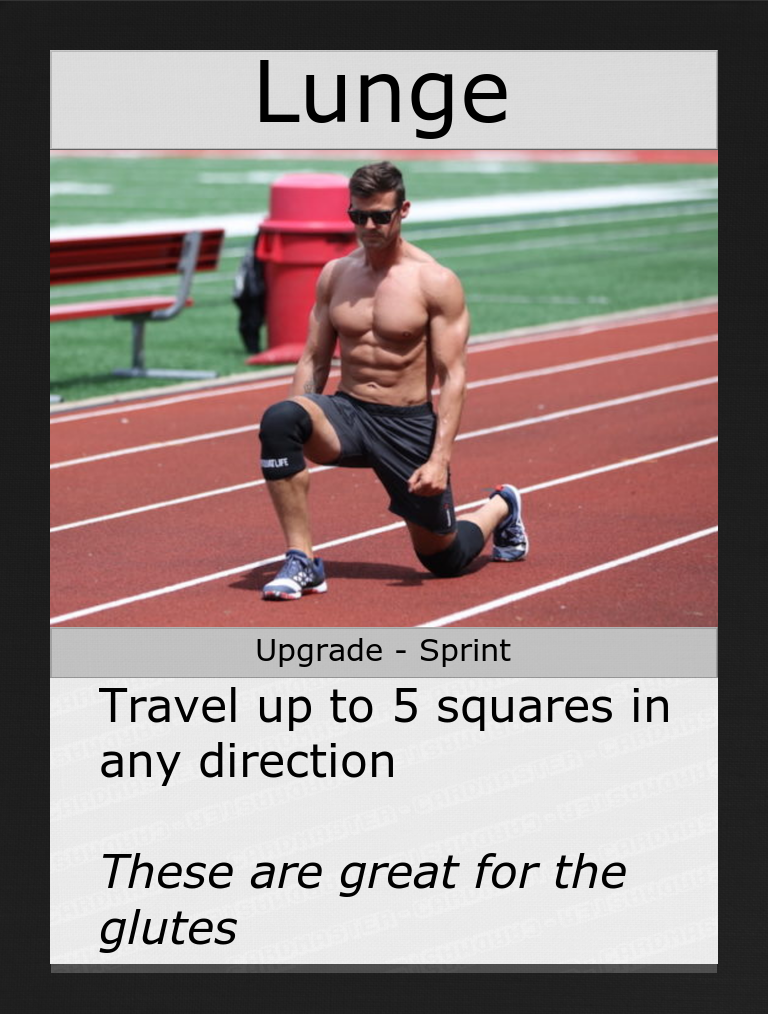 Lunge
Upgrade - Sprint
Travel up to 5 squares in
any direction
These are great for the
glutes